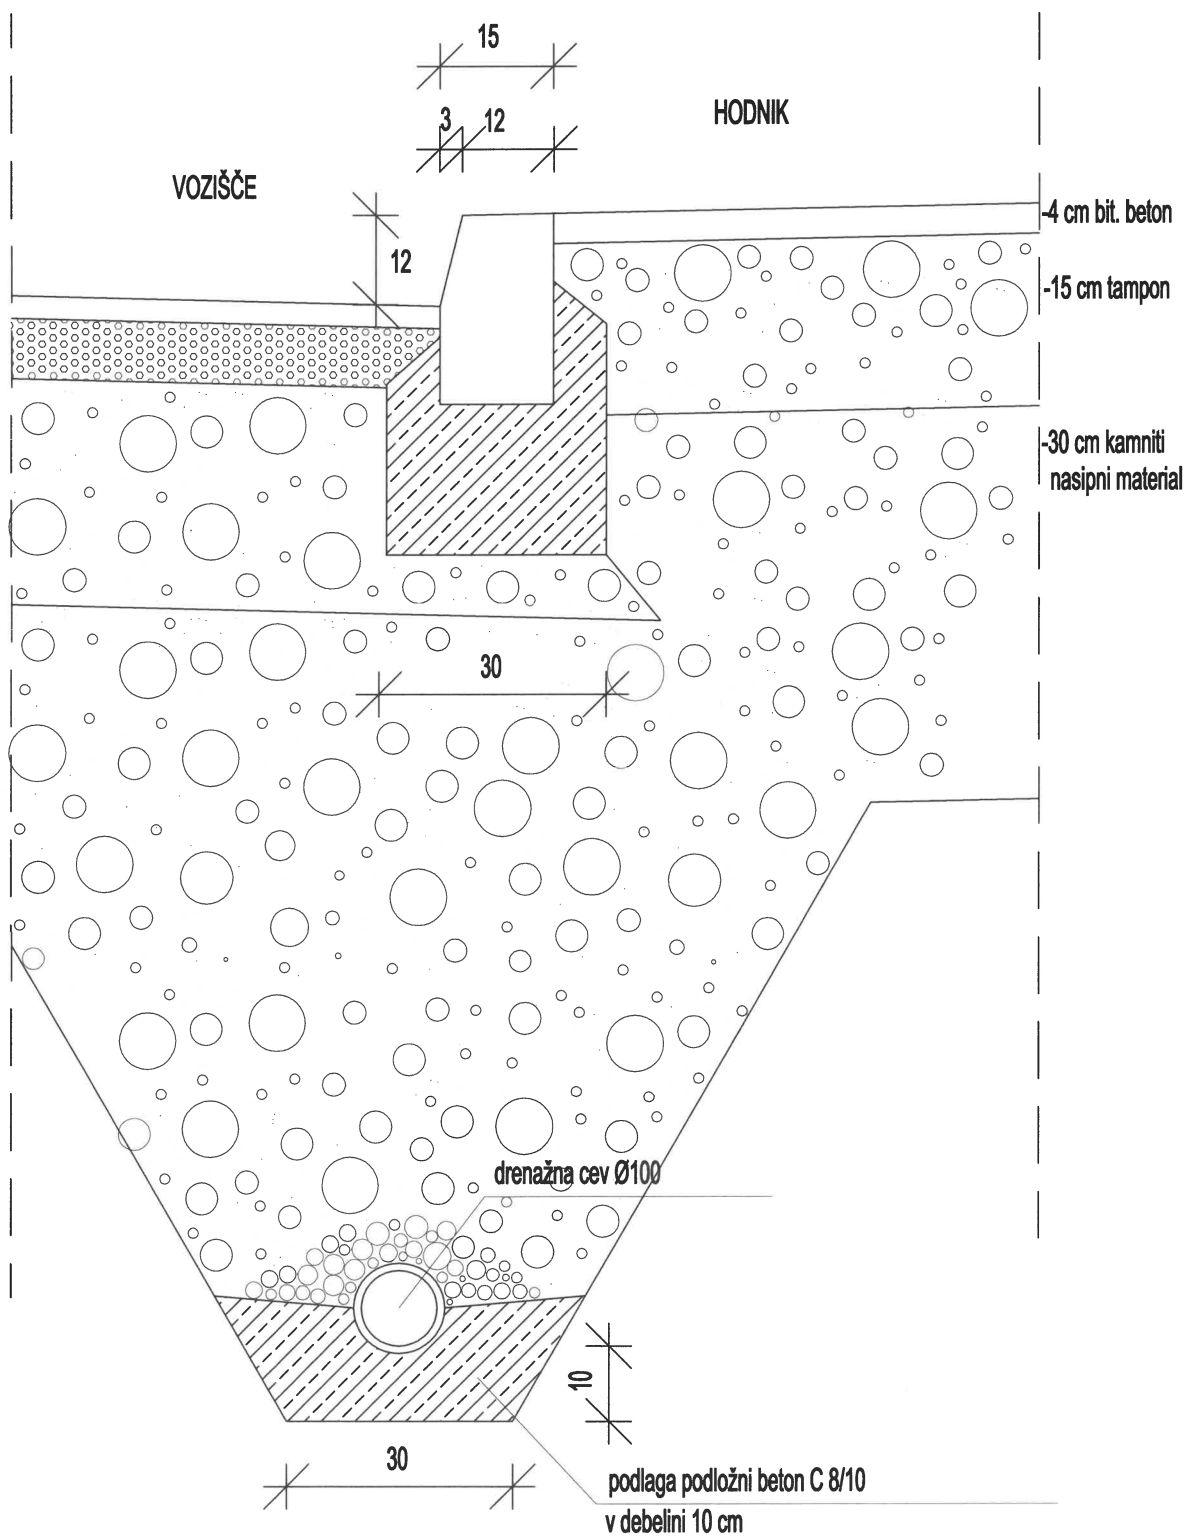 15
3 12
HODNIK
VOZIŠČE
-4 cm bit. beton
12
-15 cm tampon
-30 cm kamniti
nasipni material
30
drenažna cev Ø100
10
30
podlaga podložni beton C 8/10
v debelini 10 cm